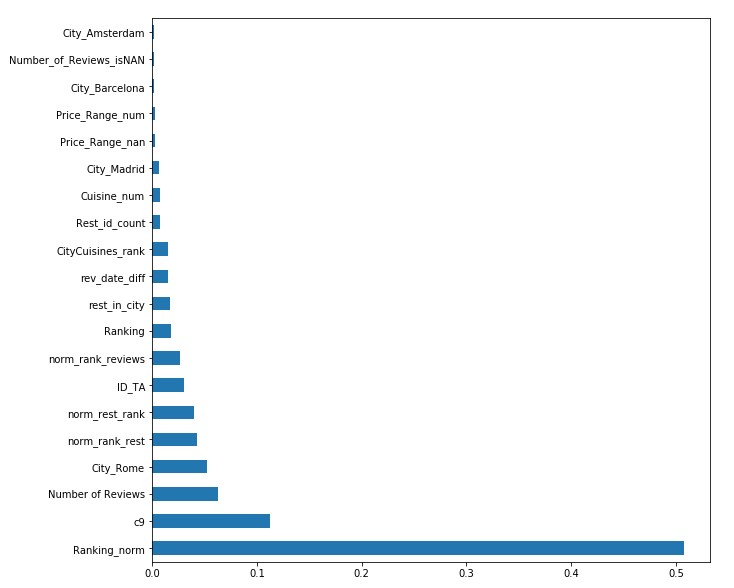 City_Amsterdam
Number_of_Reviews_isNAN
City_Barcelona
Price_Range_num
Price_Range_nan
City_Madrid
Cuisine_num
Rest_id_count
CityCuisines_rank
rev_date_diff
rest_in_city
Ranking
norm_rank_reviews
ID_TA
norm_rest_rank
norm_rank_rest
City_Rome
Number of Reviews
c9
Ranking_norm
0.0 0.1 0.2 0.3 0.4 0.5